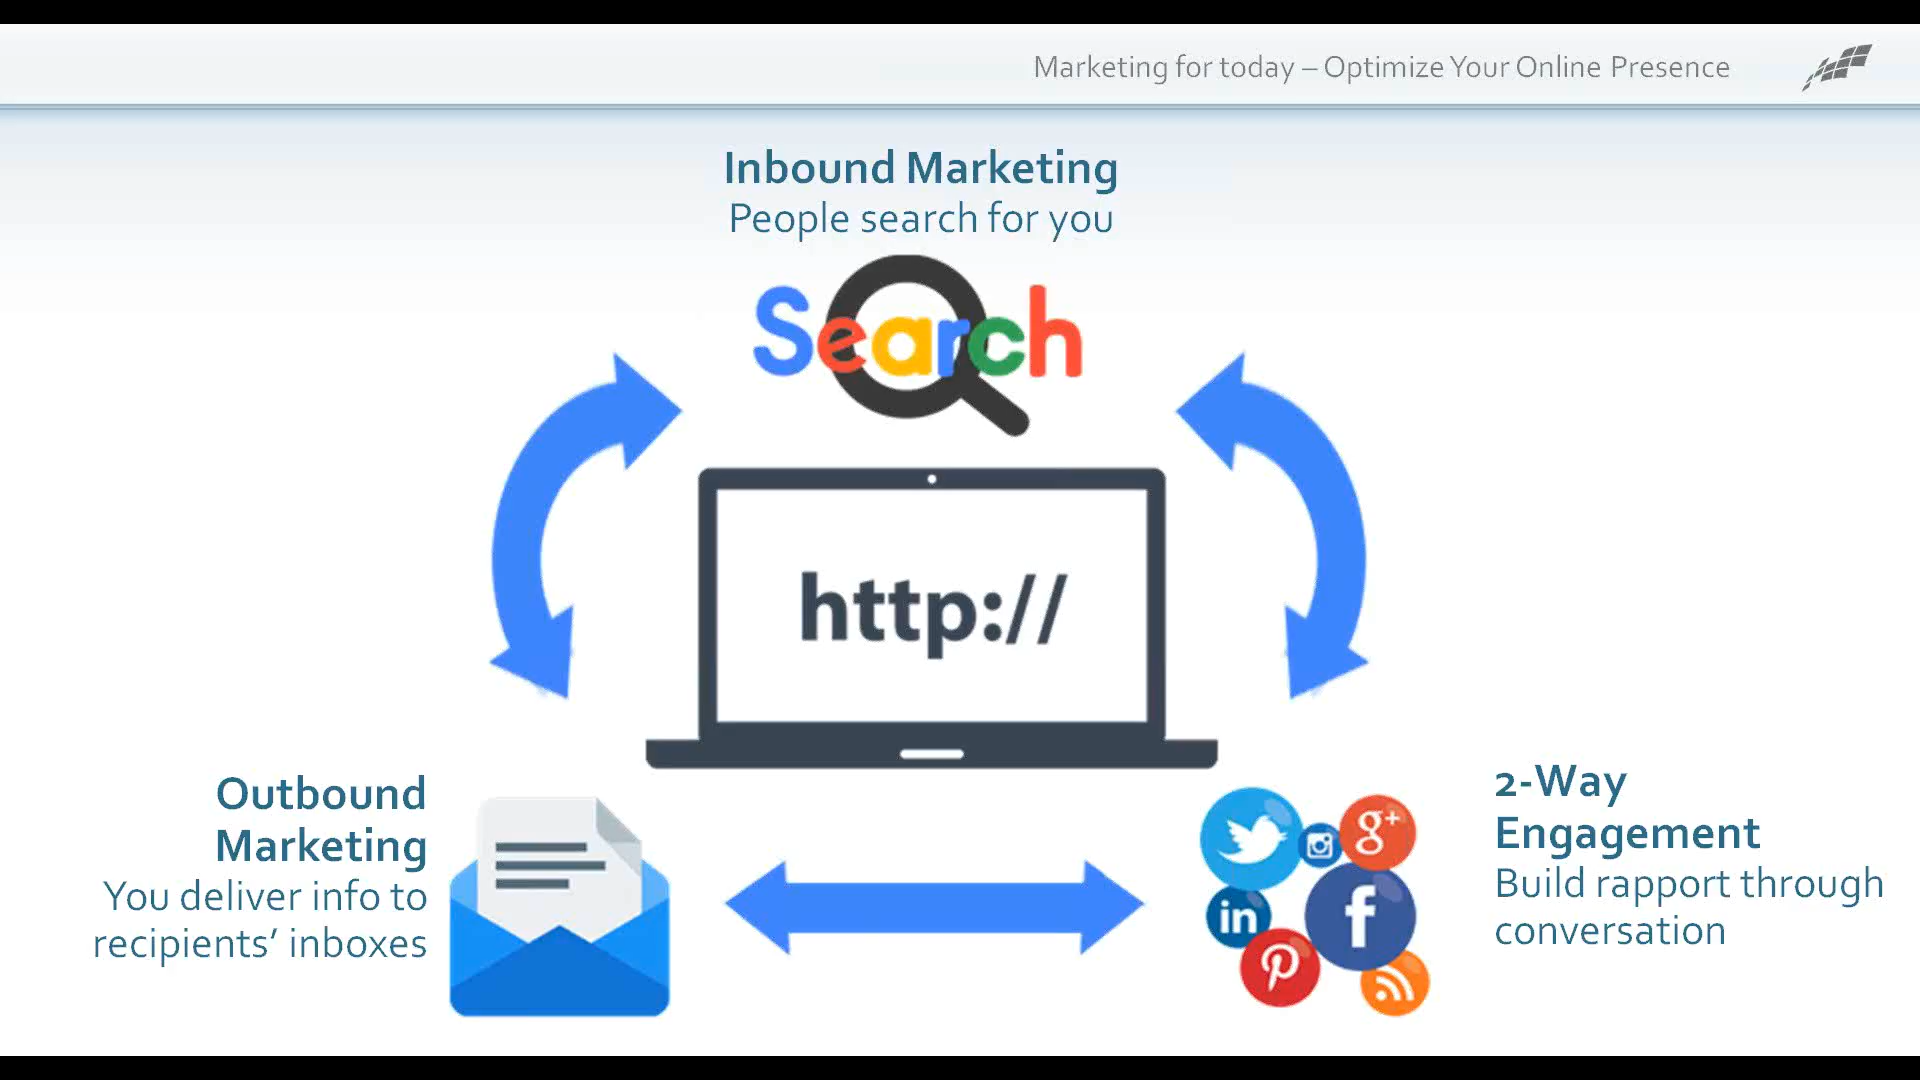 Marketing for today – Optimize Your Online Presence
Inbound Marketing
People search for you
Search
http://
Outbound
Marketing
You deliver info to
recipients’ inboxes
2-Way
Engagement
Build rapport through
conversation
g+
in
f